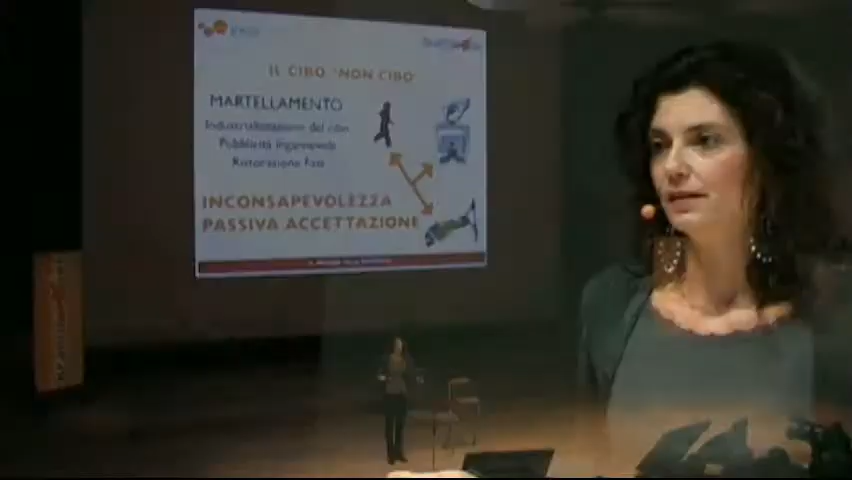 IL CIBO "NON CIBO"
MARTELLAMENTO
Industrializzazione del cibo
Pubblicità ingannevole
Ristorazione Fast
INCONSAPEVOLEZZA
PASSIVA ACCETTAZIONE